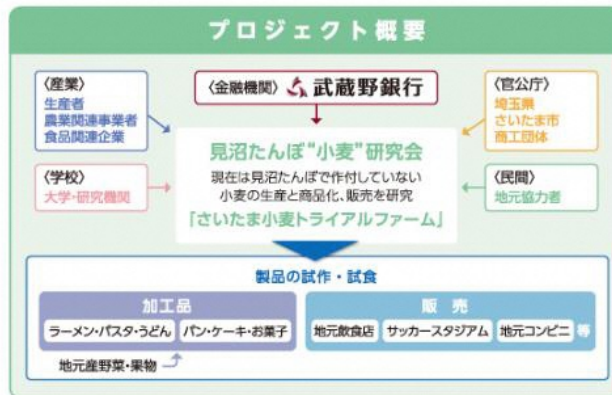 プロジェクト概要
〈産業〉
生産者
農業関連事業者
食品関連企業
〈金融機関〉 武蔵野銀行
〈官公庁〉
埼玉県
さいたま市
商工団体
〈学校〉
大学・研究機関
見沼たんぼ“小麦”研究会
現在は見沼たんぼで作付していない
小麦の生産と商品化、販売を研究
「さいたま小麦トライアルファーム」
〈民間〉
地元協力者
製品の試作・試食
加工品
ラーメン・パスタ・うどん パン・ケーキ・お菓子
地元産野菜・果物
販売
地元飲食店 サッカースタジアム 地元コンビニ 等